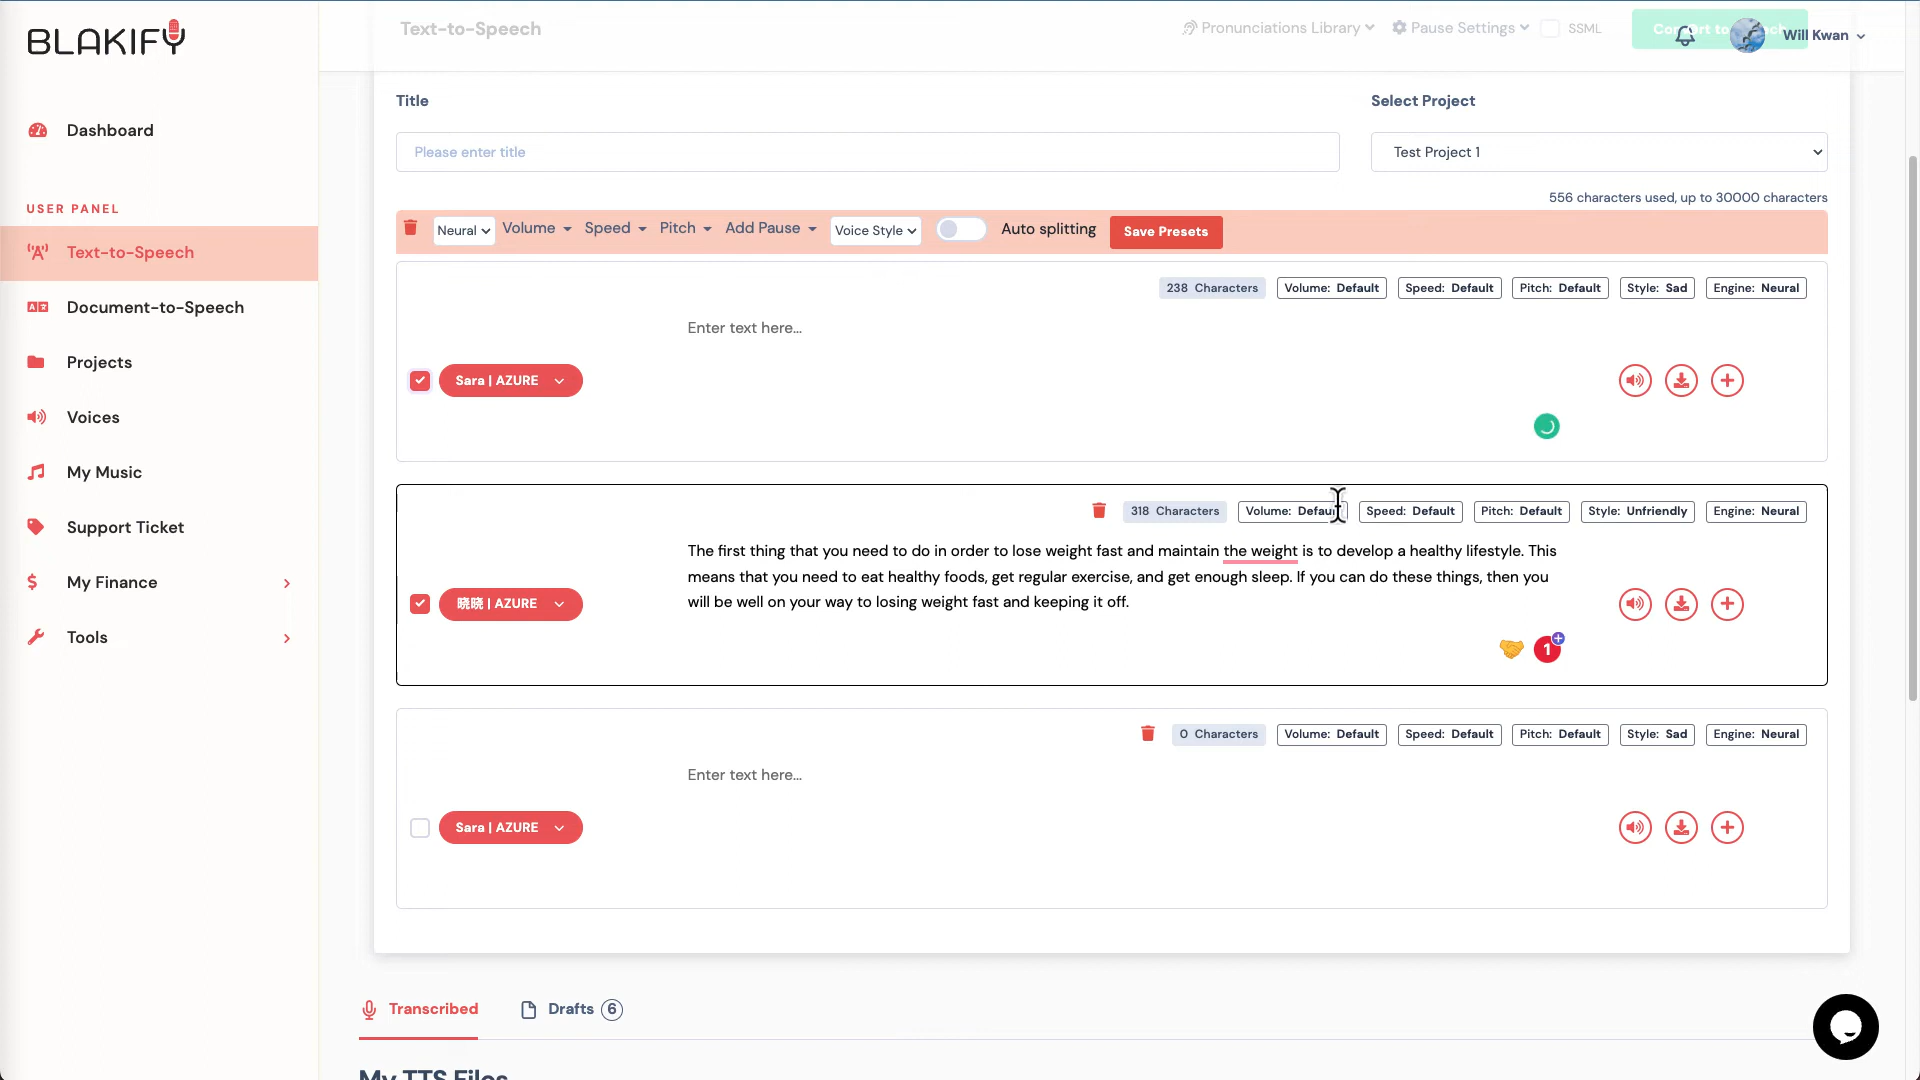 BLAKIFY
Text-to-Speech
Pronunciations Library
Pause Settings
SSML
Will Kwan
Dashboard
USER PANEL
Text-to-Speech
Document-to-Speech
Projects
Voices
My Music
Support Ticket
My Finance
Tools
Title
Select Project
Please enter title
Test Project 1
556 characters used, up to 30000 characters
Neural
Volume
Speed
Pitch
Add Pause
Voice Style
Auto splitting
Save Presets
238 Characters
Volume: Default
Speed: Default
Pitch: Default
Style: Sad
Engine: Neural
Enter text here...
Sara | AZURE
318 Characters
Volume: Default
Speed: Default
Pitch: Default
Style: Unfriendly
Engine: Neural
The first thing that you need to do in order to lose weight fast and maintain the weight is to develop a healthy lifestyle. This
means that you need to eat healthy foods, get regular exercise, and get enough sleep. If you can do these things, then you
will be well on your way to losing weight fast and keeping it off.
晓晓 | AZURE
1
0 Characters
Volume: Default
Speed: Default
Pitch: Default
Style: Sad
Engine: Neural
Enter text here...
Sara | AZURE
Transcribed
Drafts 6
My TTS Files